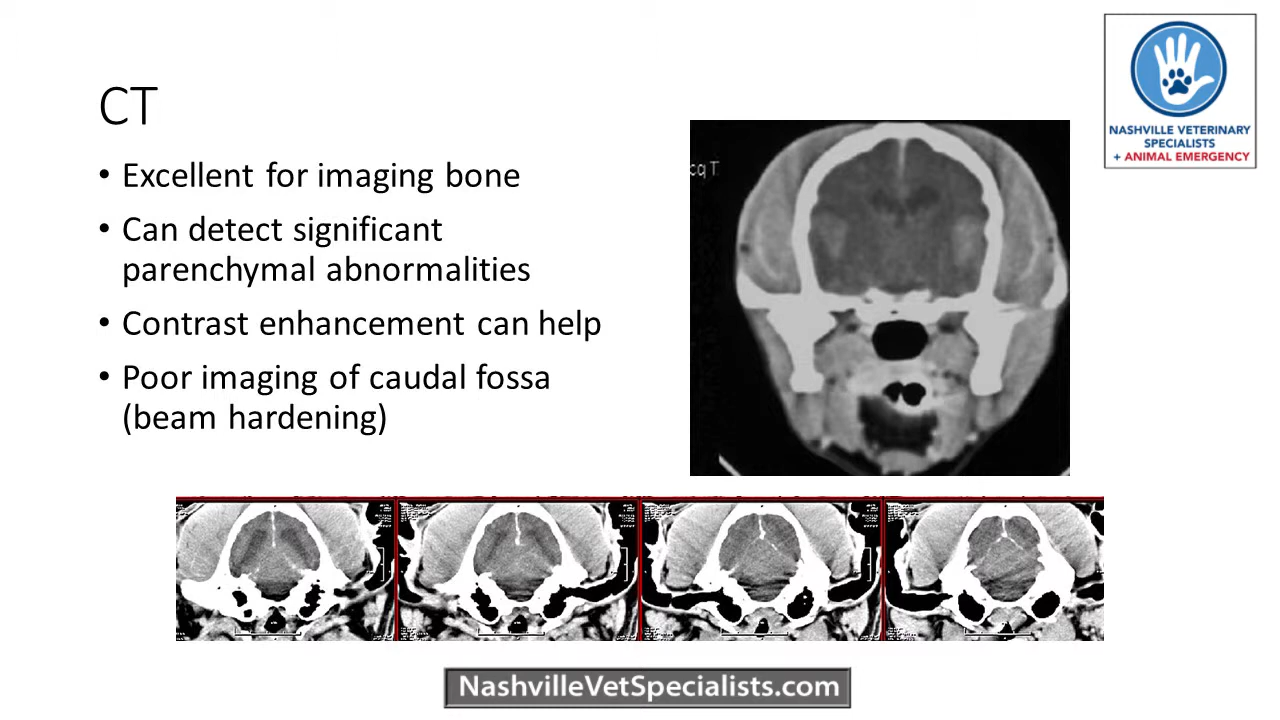 CT
• Excellent for imaging bone
• Can detect significant
parenchymal abnormalities
• Contrast enhancement can help
• Poor imaging of caudal fossa
(beam hardening)
cq T
NASHVILLE VETERINARY
SPECIALISTS
+ ANIMAL EMERGENCY
NashvilleVetSpecialists.com